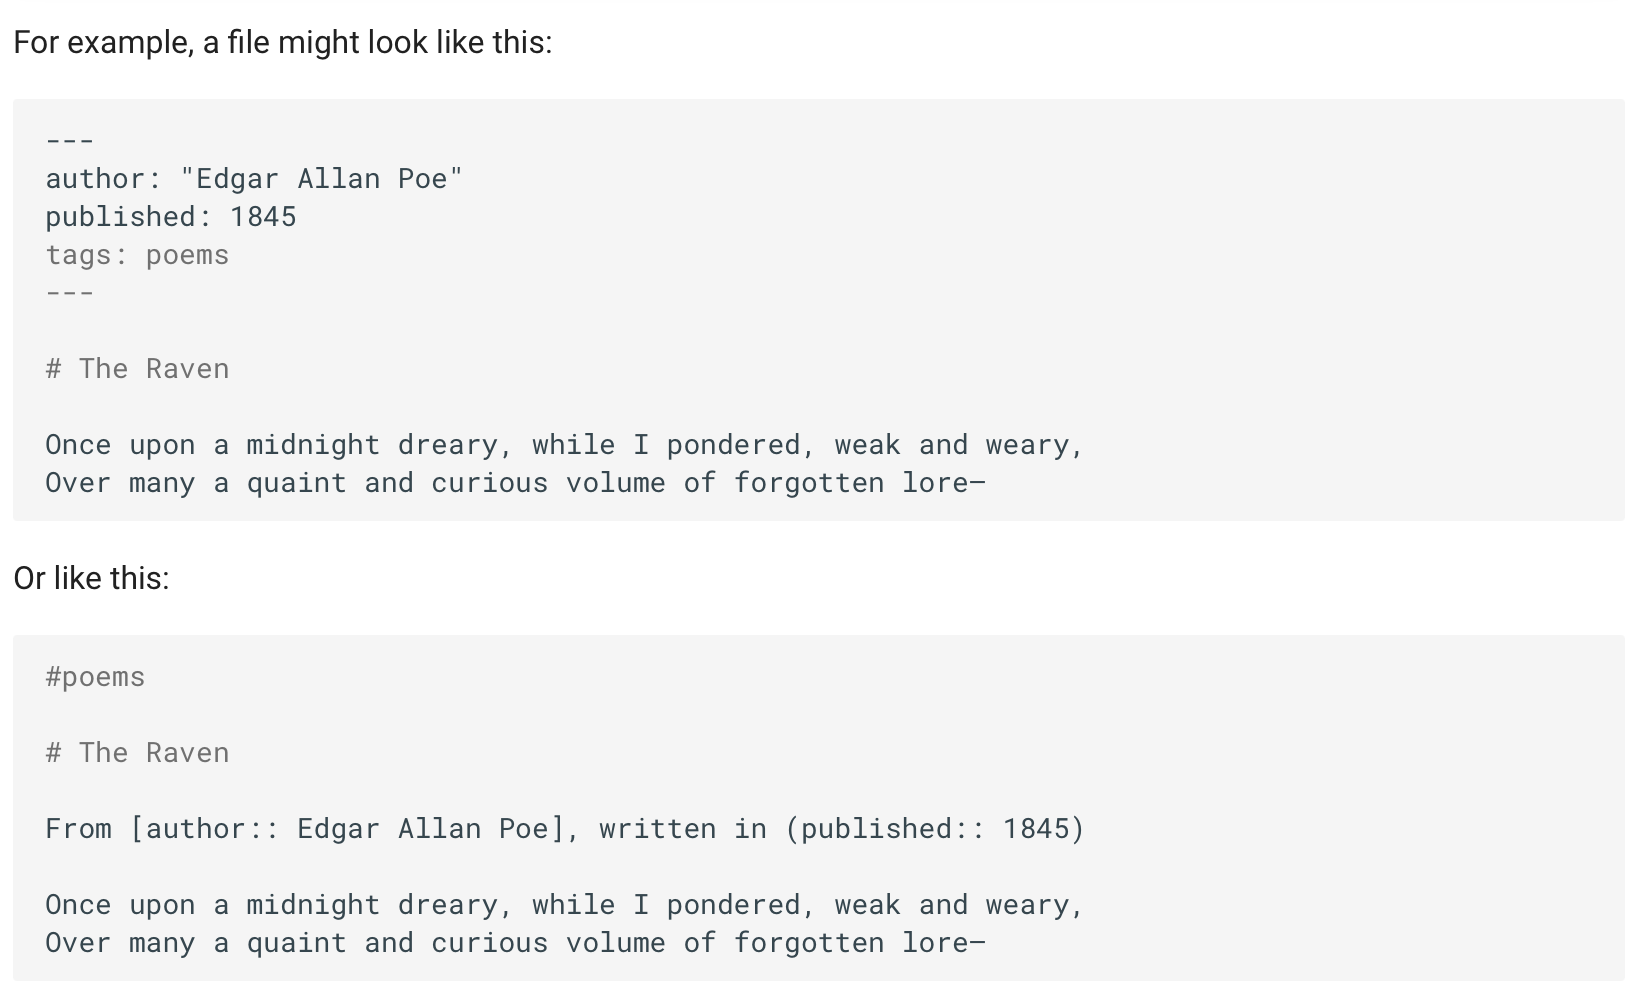 For example, a file might look like this:
---
author: "Edgar Allan Poe"
published: 1845
tags: poems
---
# The Raven
Once upon a midnight dreary, while I pondered, weak and weary,
Over many a quaint and curious volume of forgotten lore—
Or like this:
#poems
# The Raven
From [author:: Edgar Allan Poe], written in (published:: 1845)
Once upon a midnight dreary, while I pondered, weak and weary,
Over many a quaint and curious volume of forgotten lore—